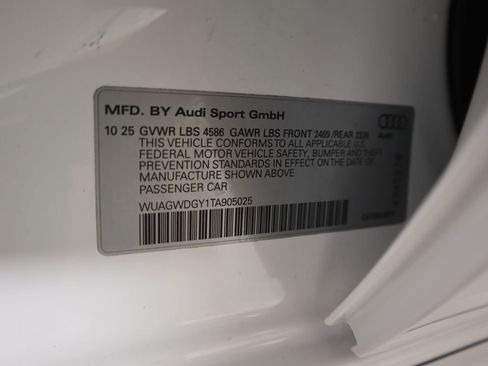 MFD. BY Audi Sport GmbH
10 25 GVWR LBS 4586 GAWR LBS FRONT 2469 /REAR 2326
THIS VEHICLE CONFORMS TO ALL APPLICABLE U.S.
FEDERAL MOTOR VEHICLE SAFETY, BUMPER AND THEFT
PREVENTION STANDARDS IN EFFECT ON THE DATE OF
MANUFACTURE SHOWN ABOVE.
PASSENGER CAR
WUAGWDGY1TA905025
Audi